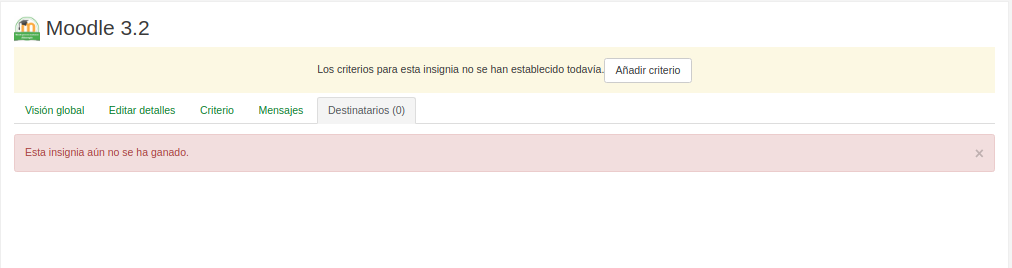 Moodle 3.2
Los criterios para esta insignia no se han establecido todavía. Añadir criterio
Visión global Editar detalles Criterio Mensajes Destinatarios (0)
Esta insignia aún no se ha ganado. ×